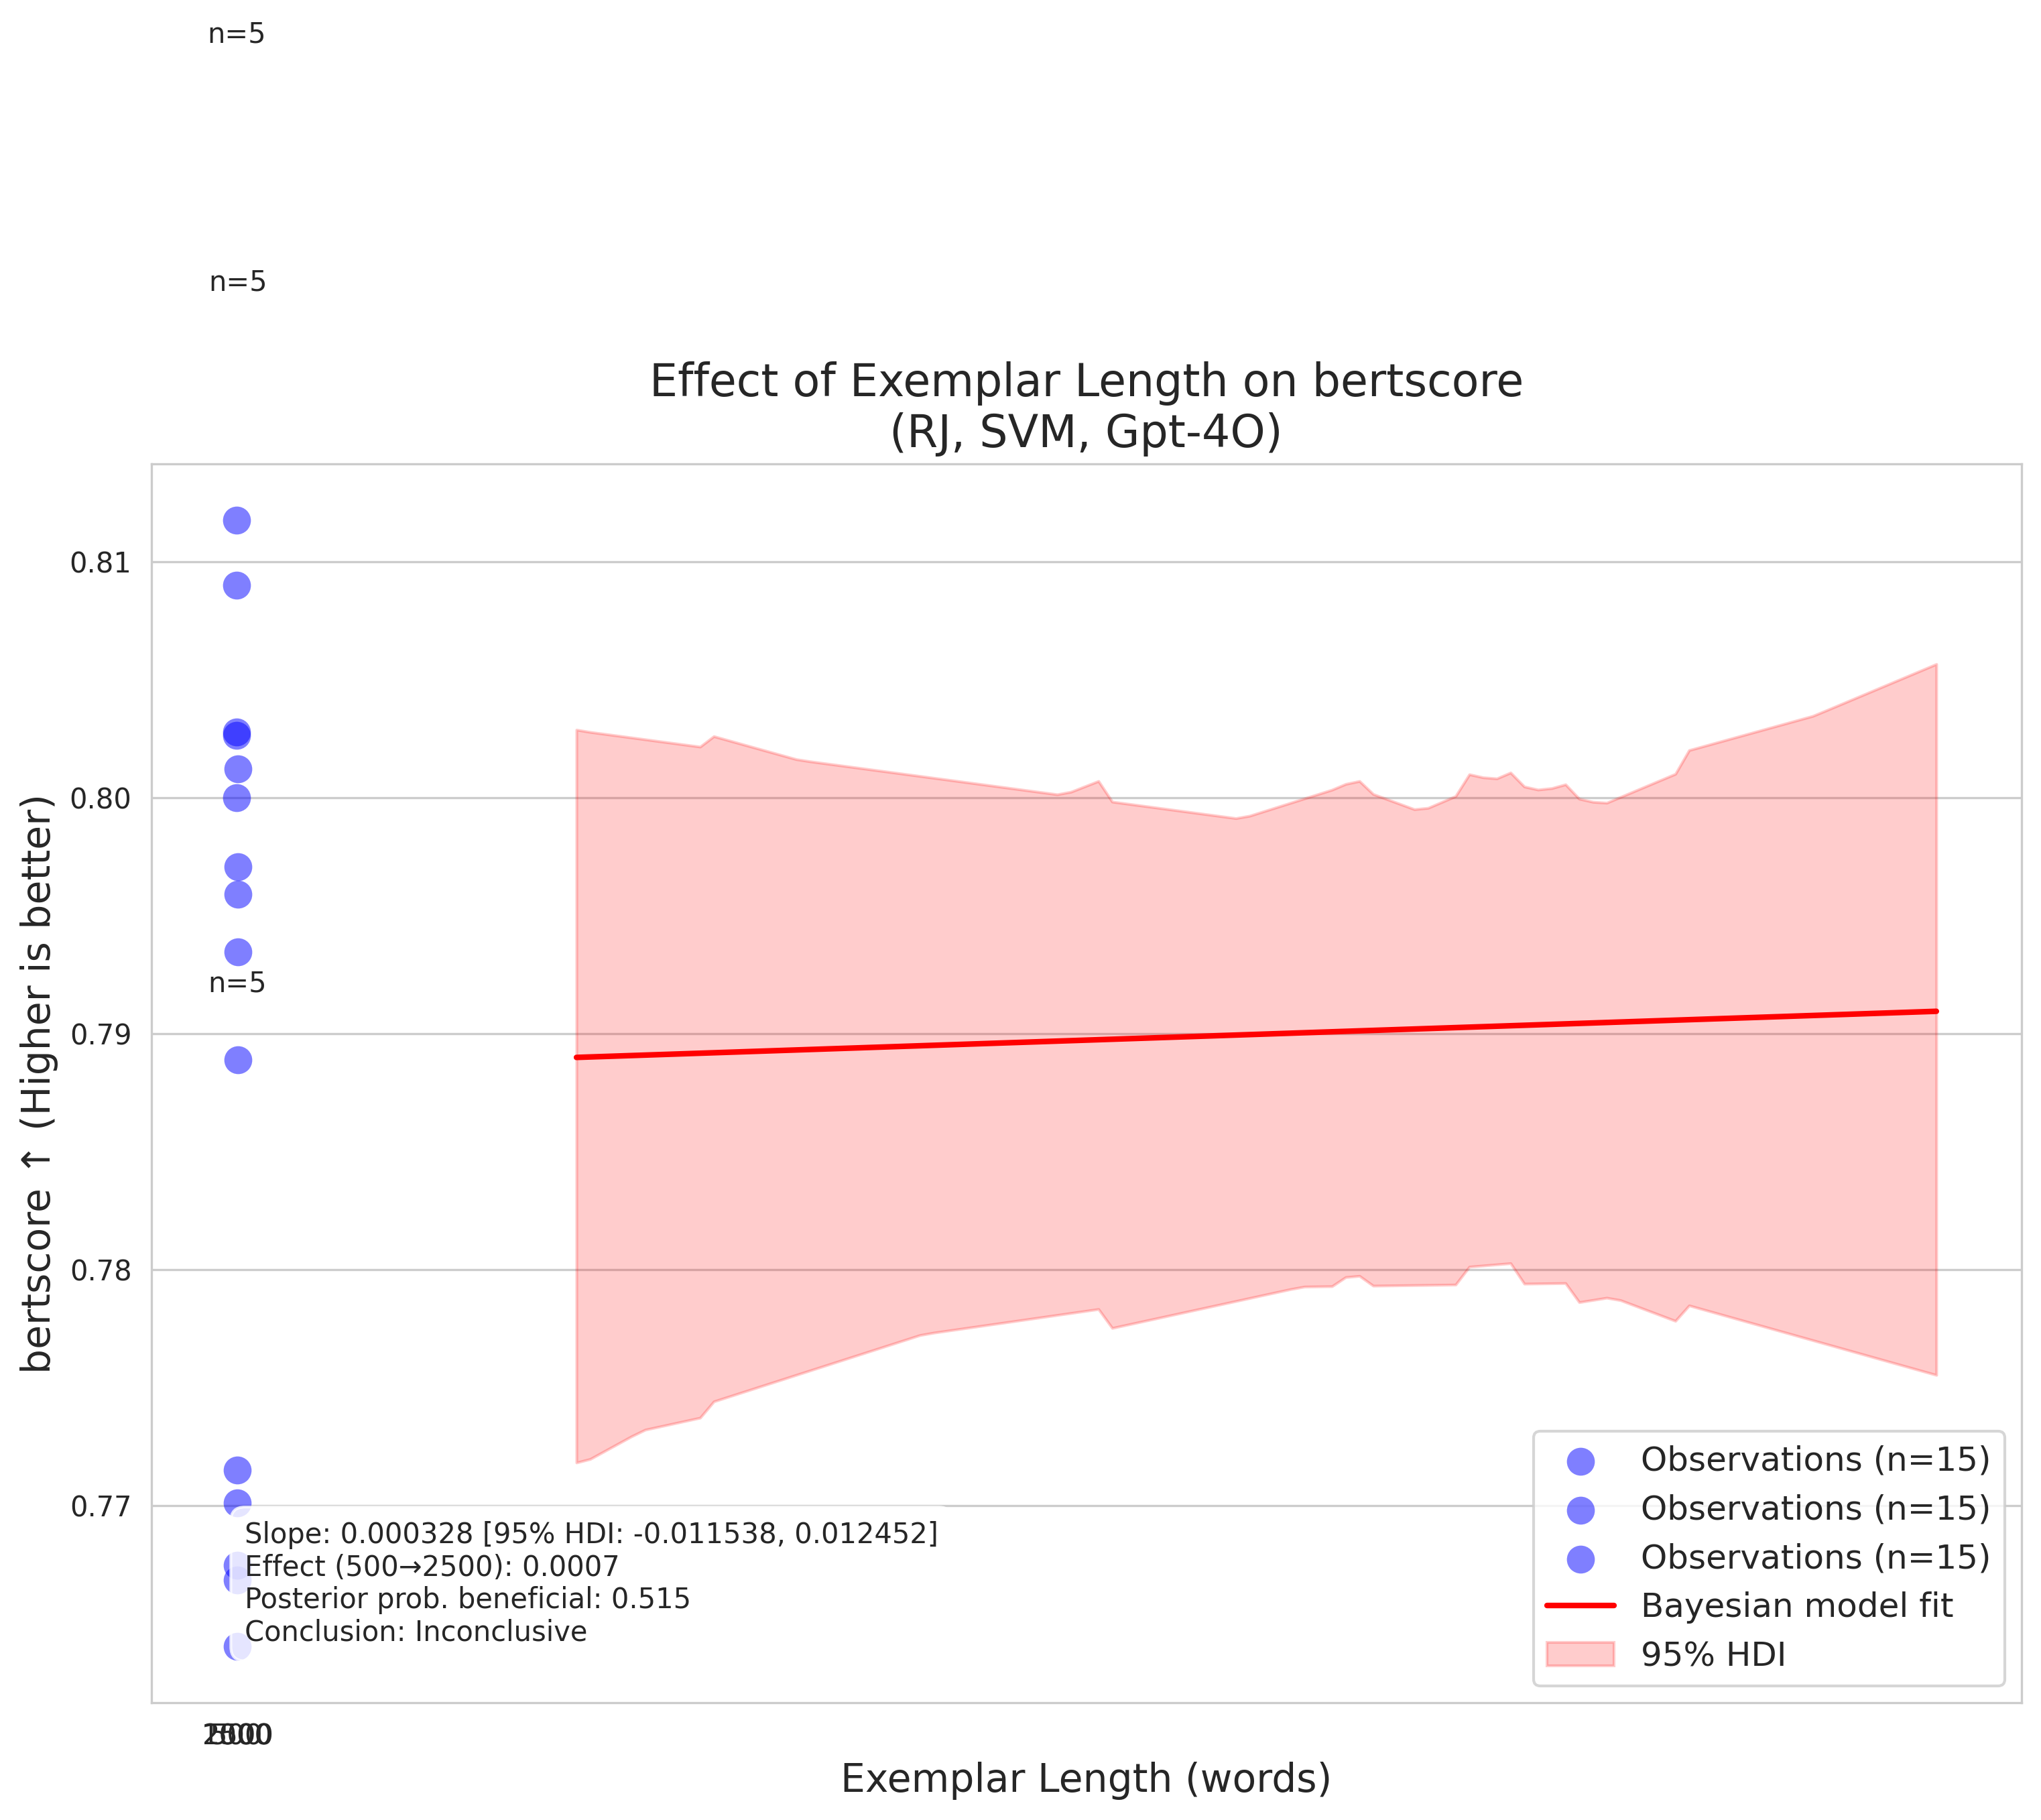 n=5
n=5
Effect of Exemplar Length on bertscore
(RJ, SVM, Gpt-4O)
bertscore ↑ (Higher is better)
0.81
0.80
n=5
0.79
0.78
0.77
Slope: 0.000328 [95% HDI: -0.011538, 0.012452]
Effect (500→2500): 0.0007
Posterior prob. beneficial: 0.515
Conclusion: Inconclusive
Observations (n=15)
Observations (n=15)
Observations (n=15)
Bayesian model fit
95% HDI
Exemplar Length (words)